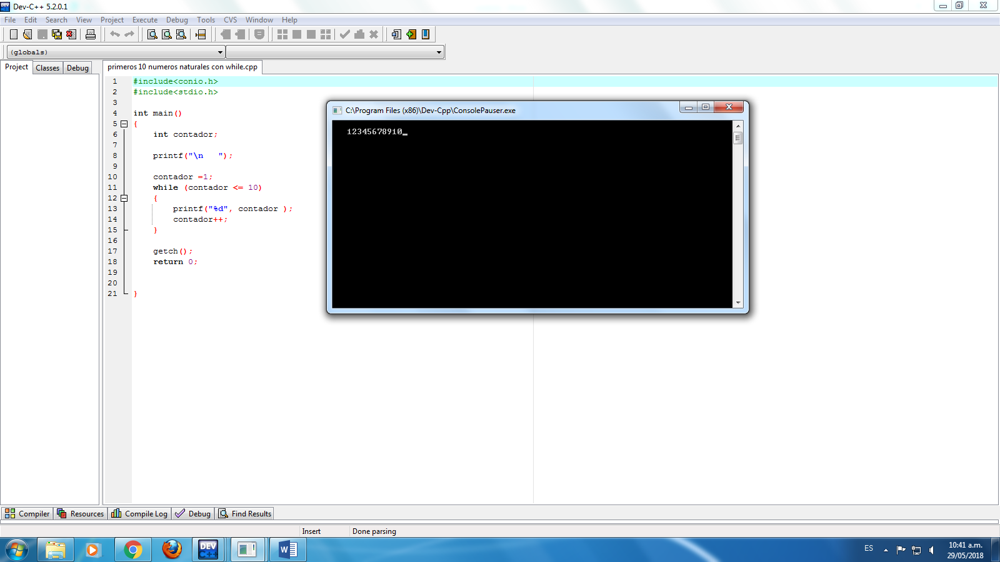 Dev-C++ 5.2.0.1
File Edit Search View Project Execute Debug Tools CVS Window Help
(globals)
Project Classes Debug
primeros 10 numeros naturales con while.cpp
1 #include<conio.h>
2 #include<stdio.h>
3
4 int main()
5 {
6 int contador;
7
8 printf("\n   ");
9
10 contador =1;
11 while (contador <= 10)
12 {
13 printf("%d", contador );
14 contador++;
15 }
16
17 getch();
18 return 0;
19
20
21 }
C:\Program Files (x86)\Dev-Cpp\ConsolePauser.exe
12345678910_
Compiler Resources Compile Log Debug Find Results
Insert Done parsing
DEV C++
W
ES
10:41 a.m.
29/05/2018